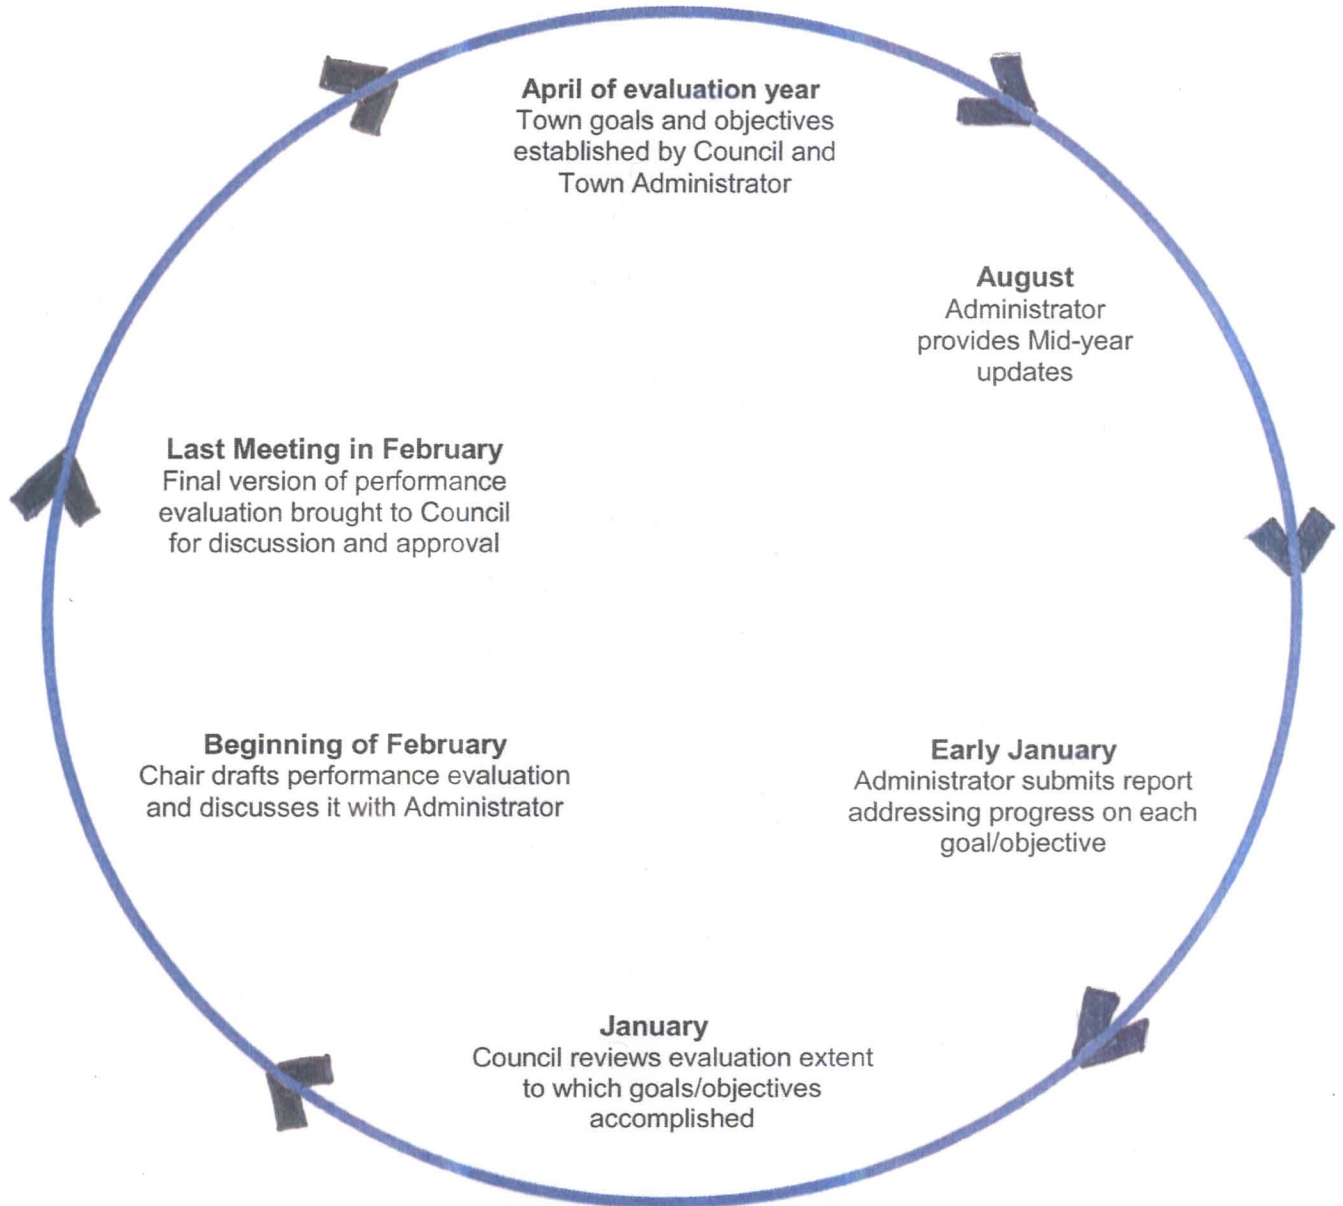 April of evaluation year
Town goals and objectives
established by Council and
Town Administrator
August
Administrator
provides Mid-year
updates
Early January
Administrator submits report
addressing progress on each
goal/objective
January
Council reviews evaluation extent
to which goals/objectives
accomplished
Beginning of February
Chair drafts performance evaluation
and discusses it with Administrator
Last Meeting in February
Final version of performance
evaluation brought to Council
for discussion and approval